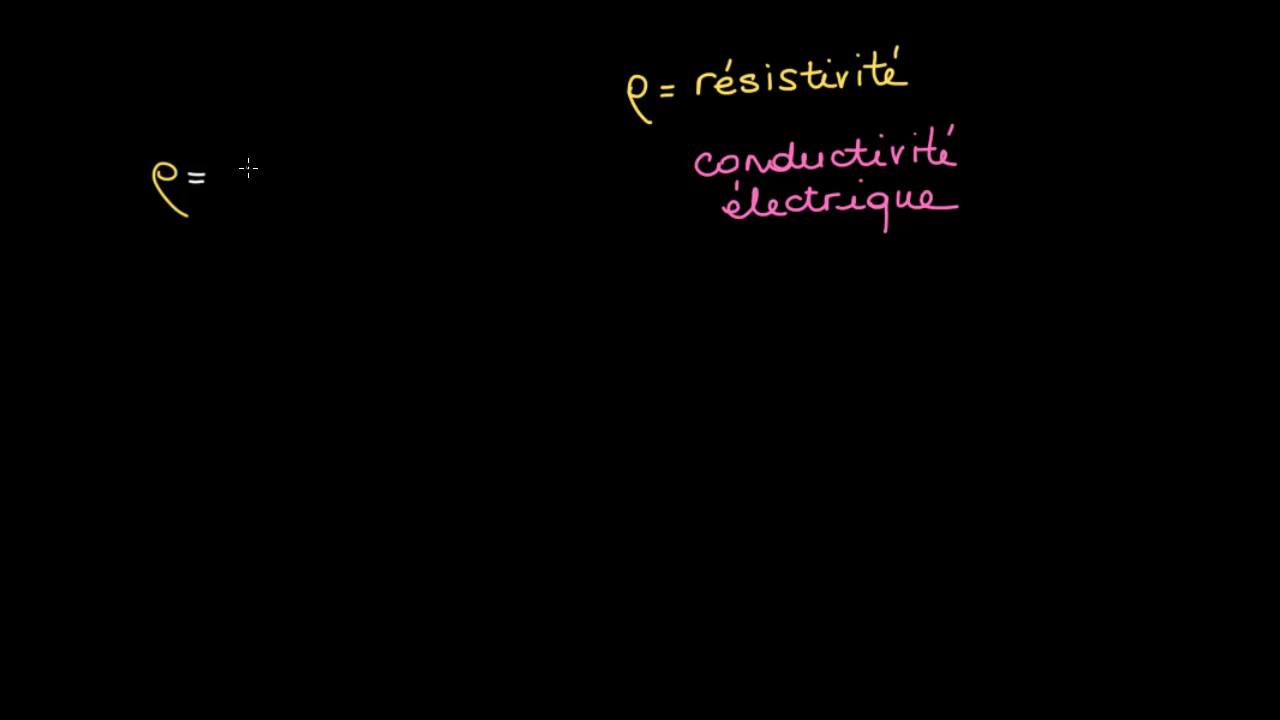 ρ = résistivité
conductivité
électrique
ρ =